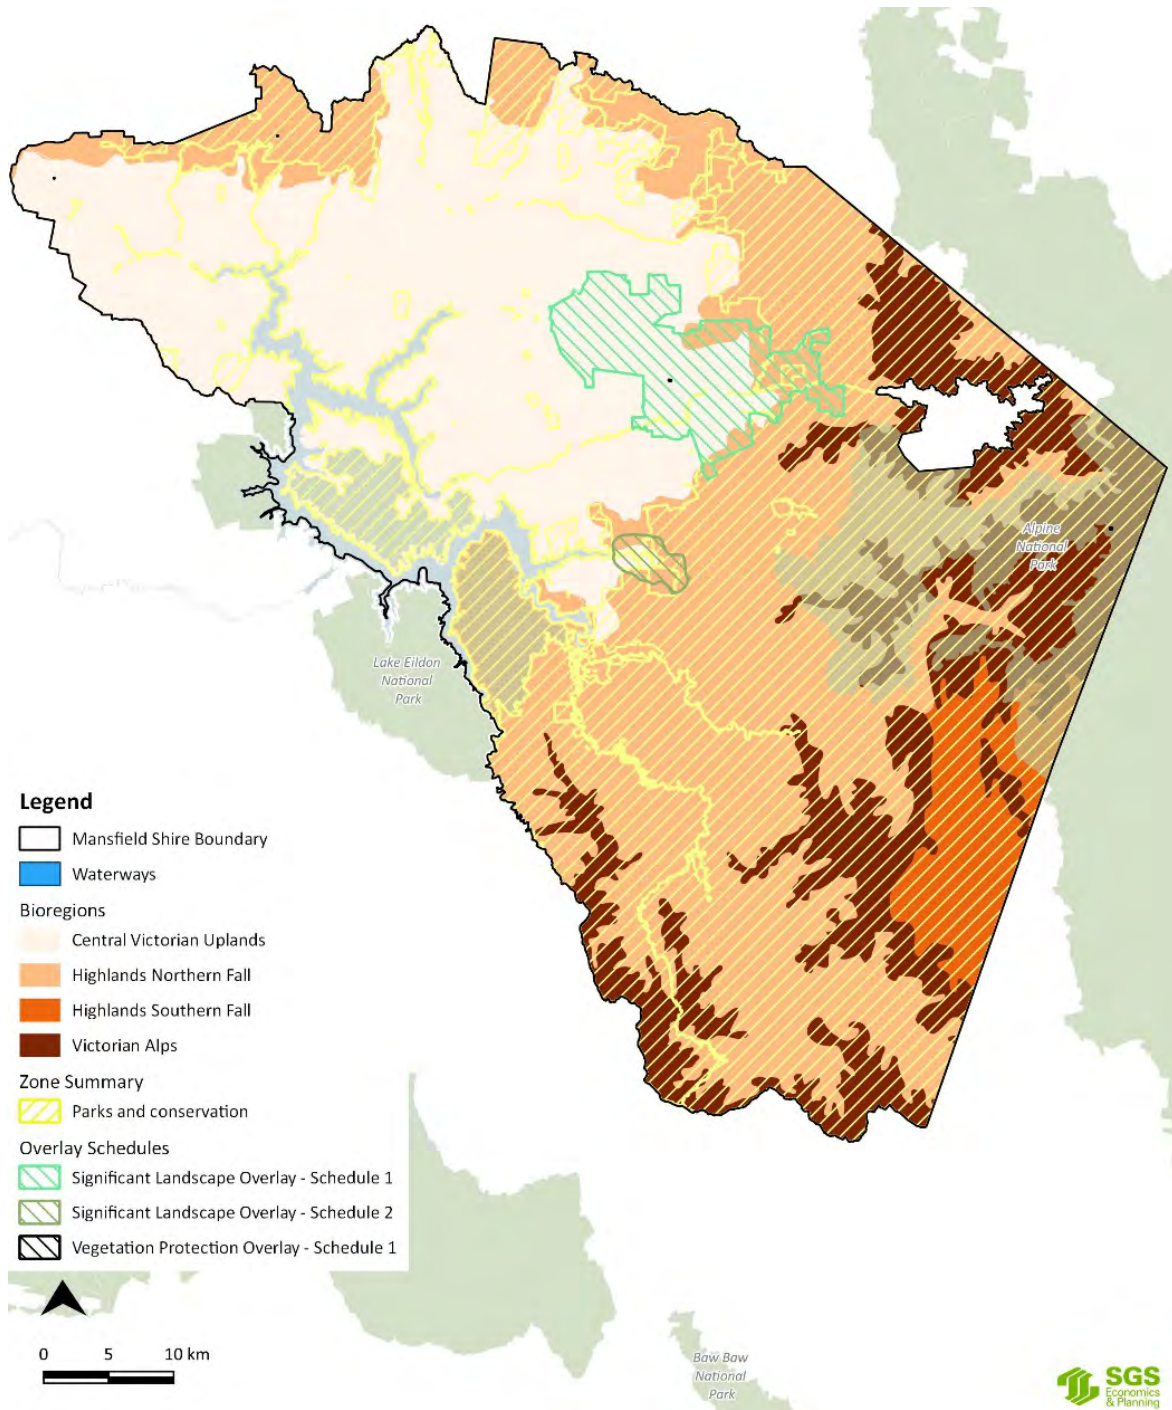 Alpine
National
Park
Lake Eildon
National
Park
Legend
Mansfield Shire Boundary
Waterways
Bioregions
Central Victorian Uplands
Highlands Northern Fall
Highlands Southern Fall
Victorian Alps
Zone Summary
Parks and conservation
Overlay Schedules
Significant Landscape Overlay - Schedule 1
Significant Landscape Overlay - Schedule 2
Vegetation Protection Overlay - Schedule 1
0 5 10 km
Baw Baw
National
Park
SGS
Economics
& Planning